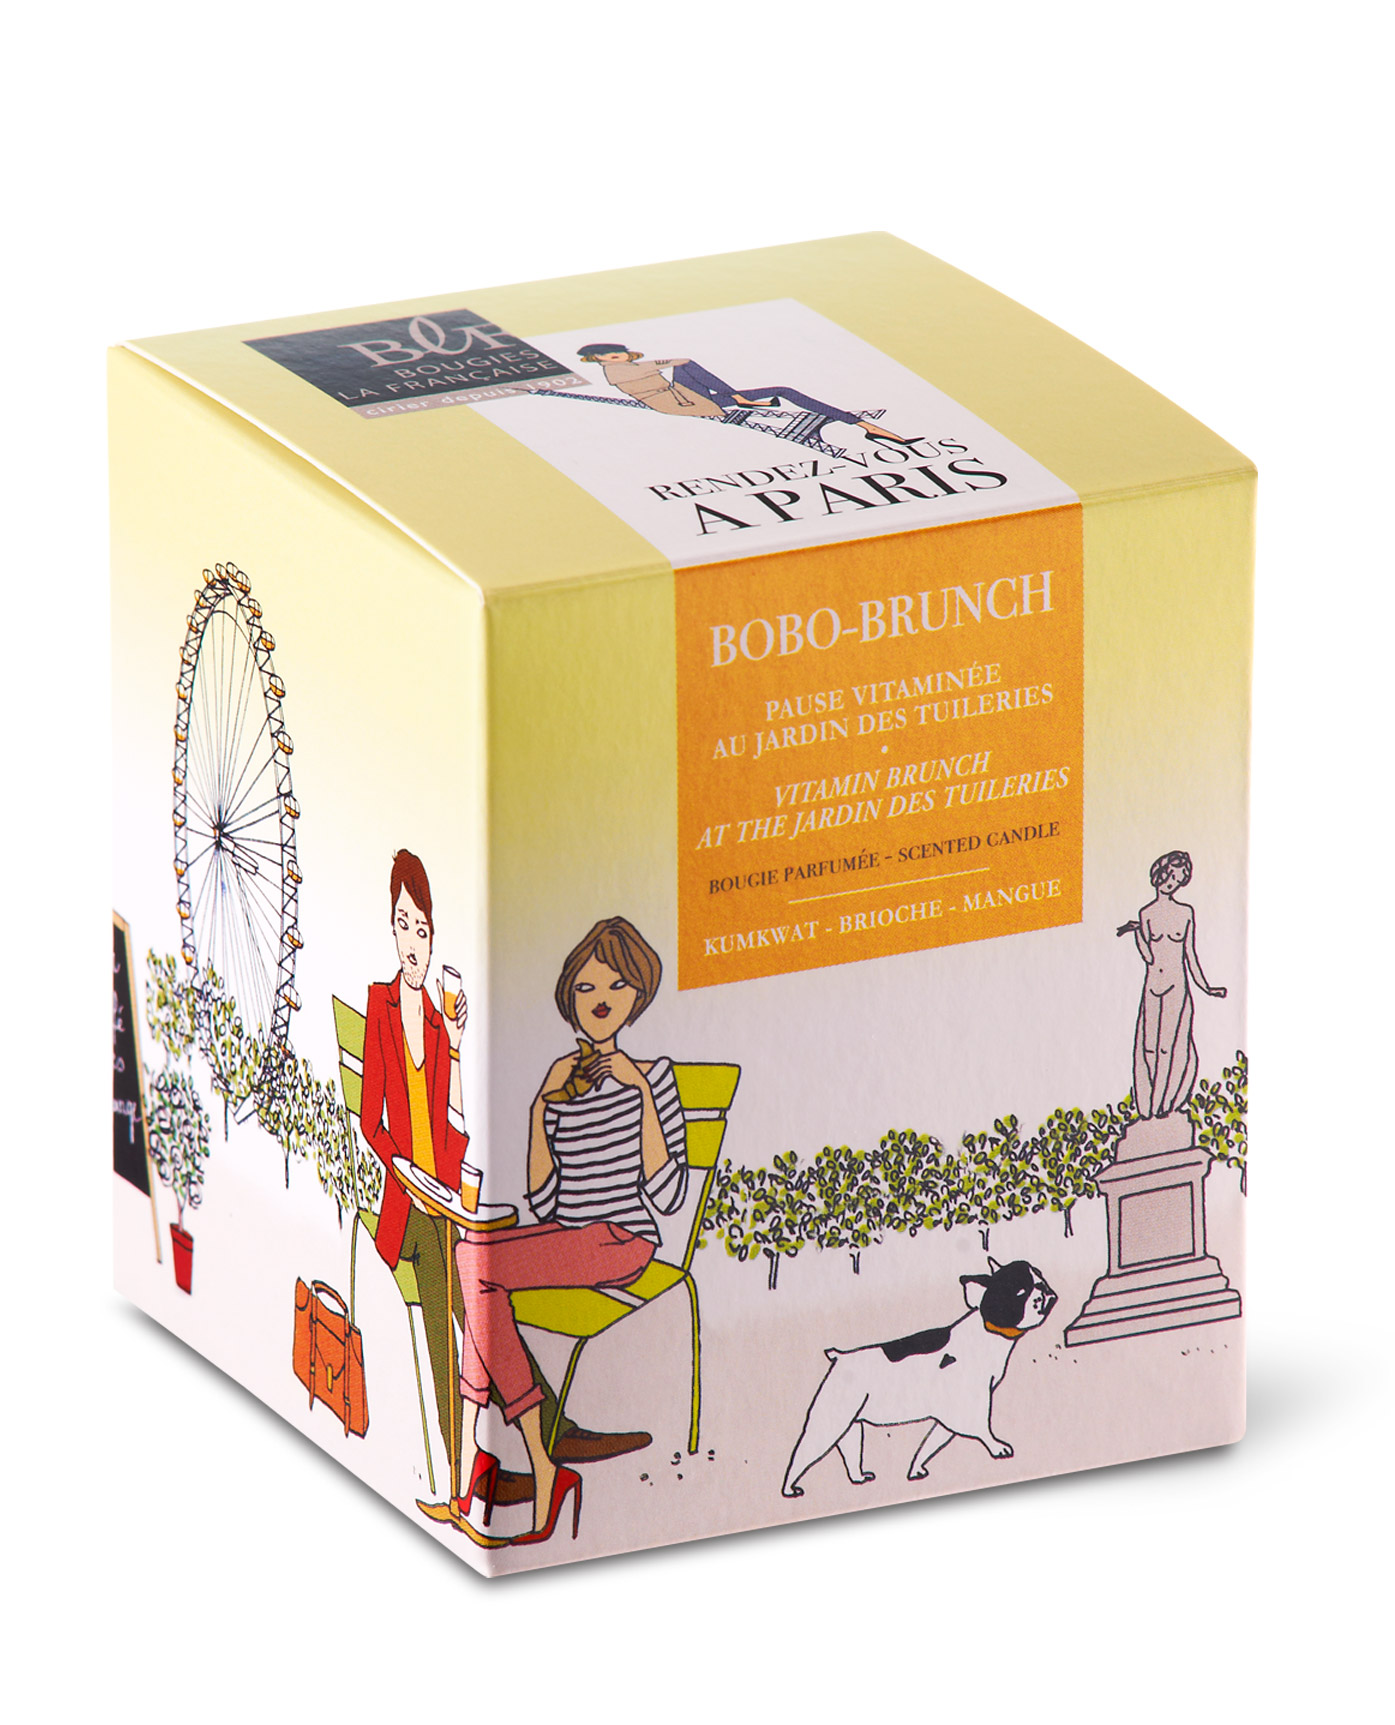 BLF
BOUGIES
LA FRANÇAISE
cirier depuis 1902
RENDEZ-VOUS
A PARIS
BOBO-BRUNCH
PAUSE VITAMINÉE
AU JARDIN DES TUILERIES
•
VITAMIN BRUNCH
AT THE JARDIN DES TUILERIES
BOUGIE PARFUMÉE - SCENTED CANDLE
KUMKWAT - BRIOCHE - MANGUE